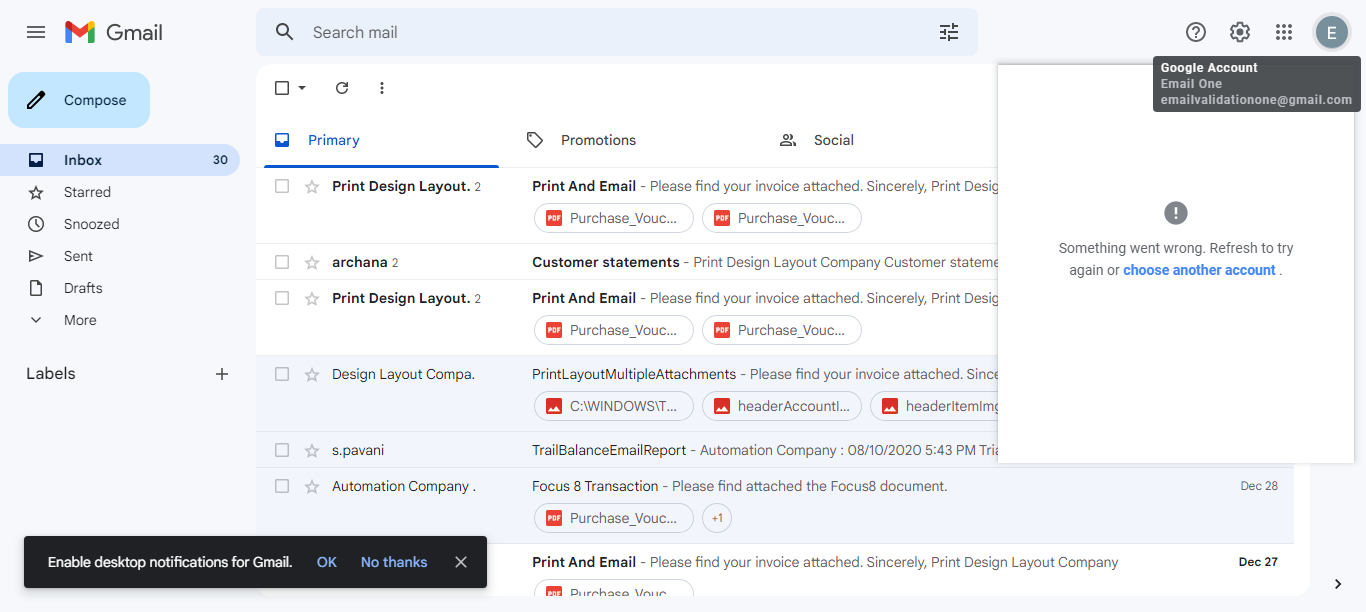 Gmail
Search mail
E
Google Account
Email One
emailvalidationone@gmail.com
Compose
Inbox 30
Starred
Snoozed
Sent
Drafts
More
Labels
Primary
Promotions
Social
Print Design Layout. 2 Print And Email - Please find your invoice attached. Sincerely, Print Desig
PDF Purchase_Vouc... PDF Purchase_Vouc...
archana 2 Customer statements - Print Design Layout Company Customer stateme
Print Design Layout. 2 Print And Email - Please find your invoice attached. Sincerely, Print Desig
PDF Purchase_Vouc... PDF Purchase_Vouc...
Design Layout Compa. PrintLayoutMultipleAttachments - Please find your invoice attached. Since
C:\WINDOWS\T... headerAccountI... headerItemImg
s.pavani TrailBalanceEmailReport - Automation Company : 08/10/2020 5:43 PM Tria
Automation Company . Focus 8 Transaction - Please find attached the Focus8 document. Dec 28
PDF Purchase_Vouc... +1
Print And Email - Please find your invoice attached. Sincerely, Print Design Layout Company Dec 27
PDF Purchase_Vouc
Something went wrong. Refresh to try
again or choose another account .
Enable desktop notifications for Gmail. OK No thanks